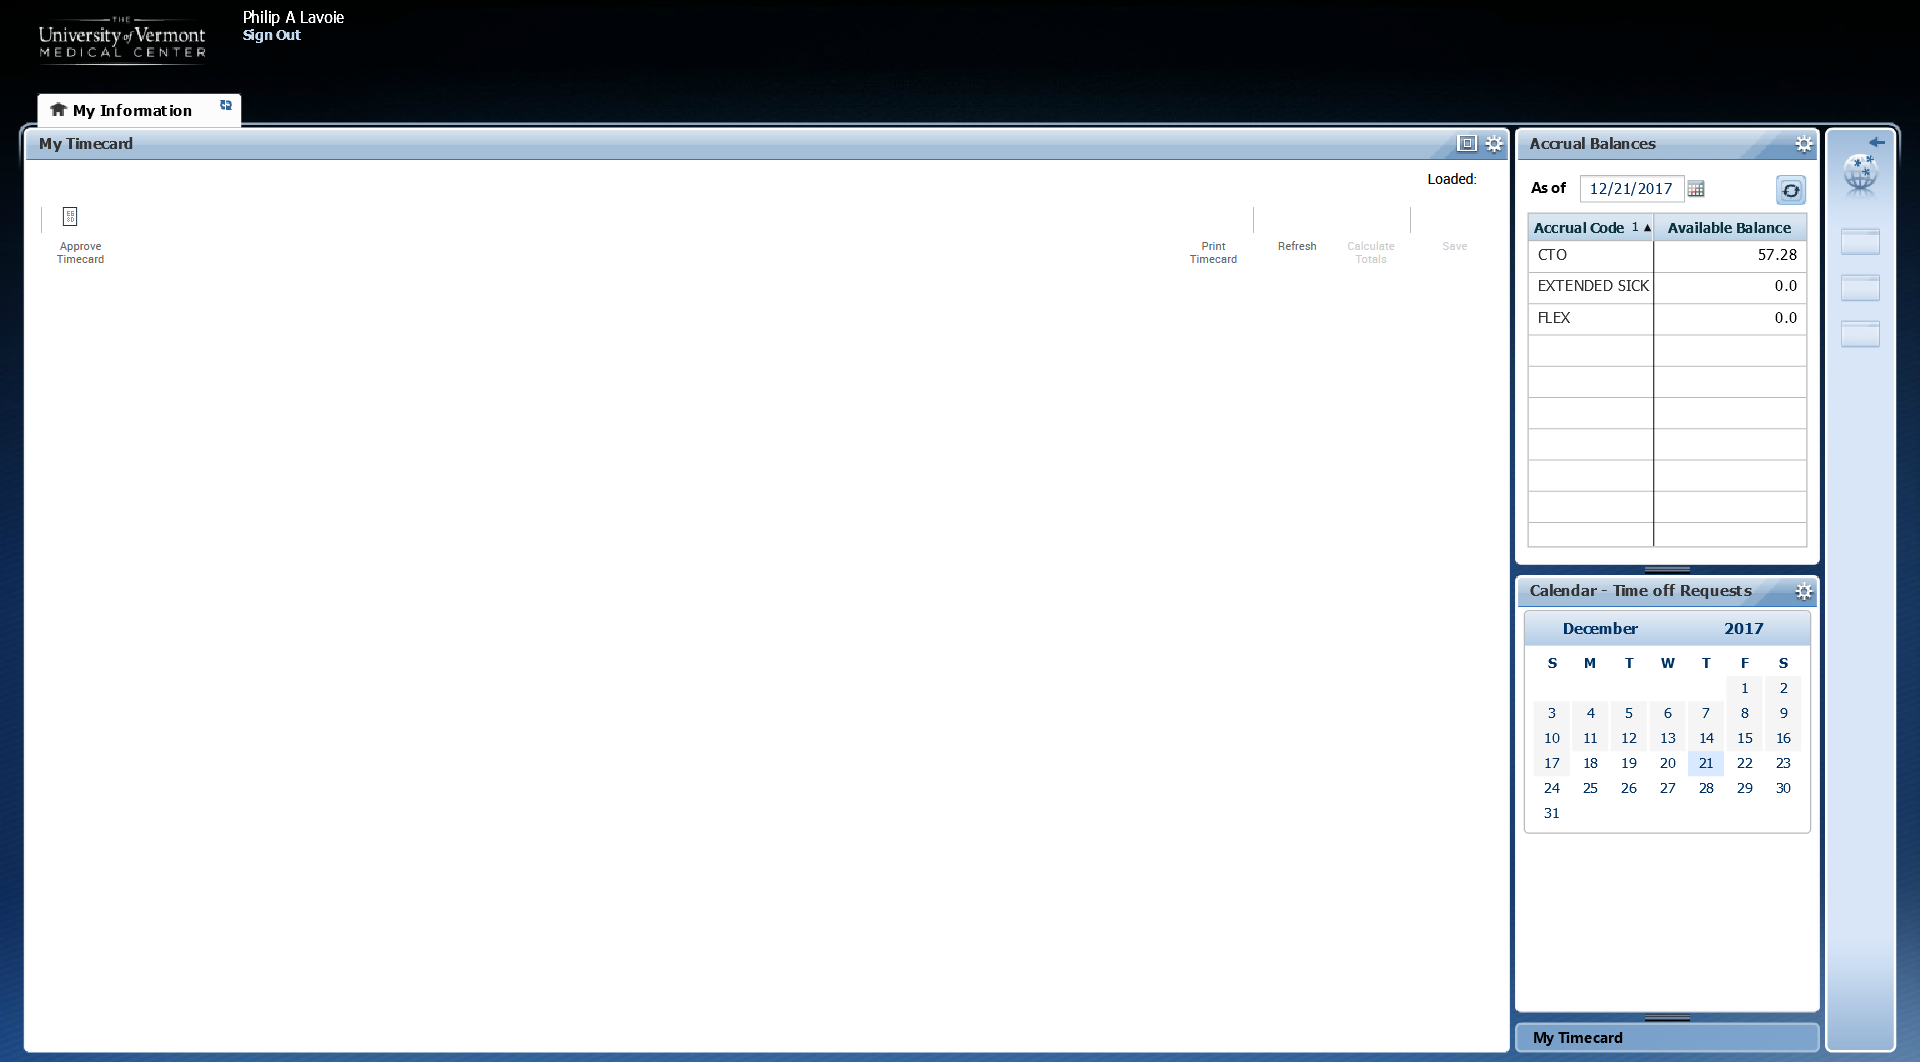 THE
University of Vermont
MEDICAL CENTER
Philip A Lavoie
Sign Out
My Information
My Timecard
Loaded:
Approve
Timecard
Print
Timecard
Refresh
Calculate
Totals
Save
Accrual Balances
As of 12/21/2017
Accrual Code 1 ▲ Available Balance
CTO 57.28
EXTENDED SICK 0.0
FLEX 0.0
Calendar - Time off Requests
December 2017
S M T W T F S
1 2
3 4 5 6 7 8 9
10 11 12 13 14 15 16
17 18 19 20 21 22 23
24 25 26 27 28 29 30
31
My Timecard